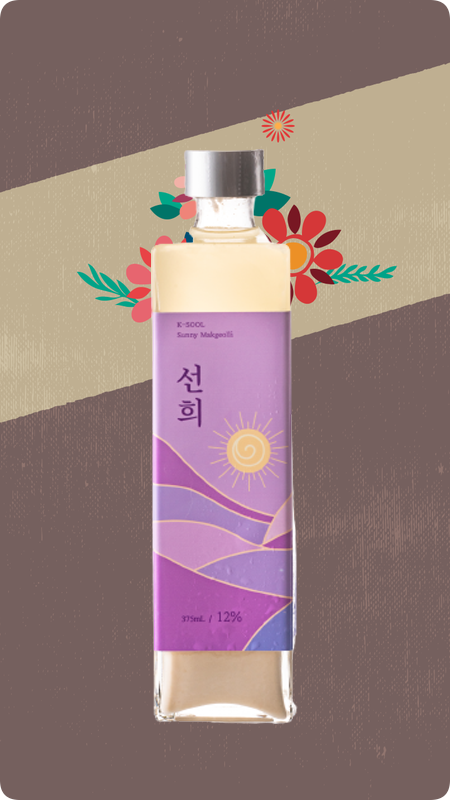 K-SOOL
Sunny Makgeolli
선
희
375mL / 12%